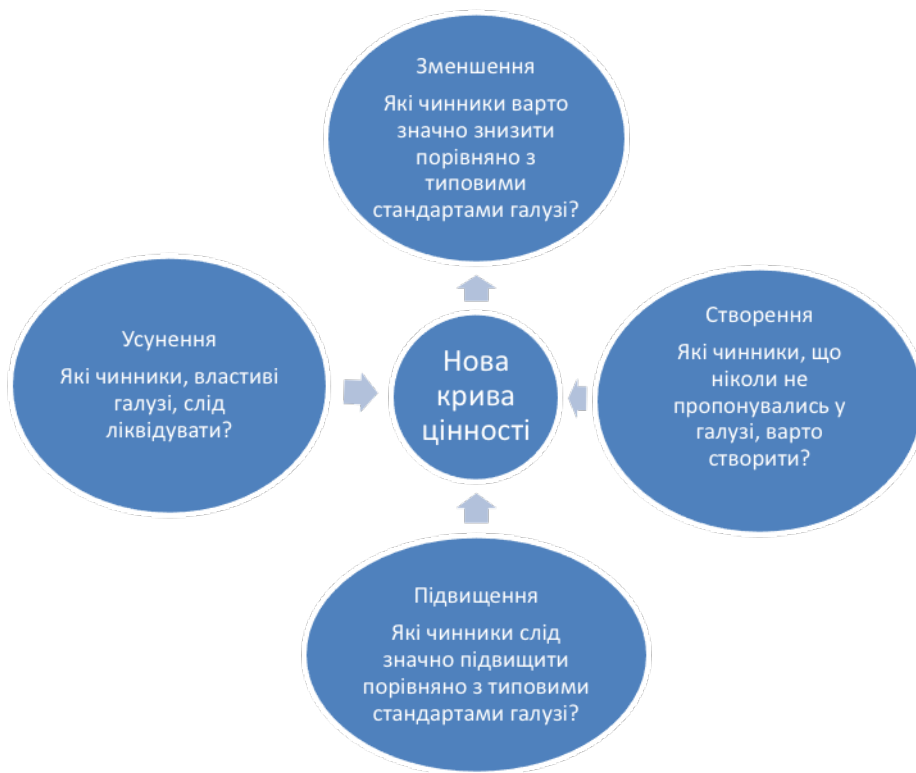 Зменшення
Які чинники варто
значно знизити
порівняно з
типовими
стандартами галузі?
Усунення
Які чинники, властиві
галузі, слід
ліквідувати?
Нова
крива
цінності
Створення
Які чинники, що
ніколи не
пропонувались у
галузі, варто
створити?
Підвищення
Які чинники слід
значно підвищити
порівняно з типовими
стандартами галузі?